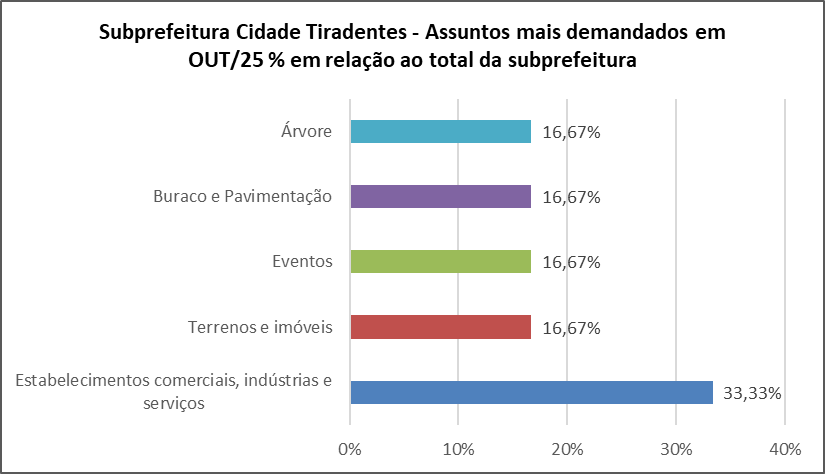 Subprefeitura Cidade Tiradentes - Assuntos mais demandados em
OUT/25 % em relação ao total da subprefeitura
Árvore
16,67%
Buraco e Pavimentação
16,67%
Eventos
16,67%
Terrenos e imóveis
16,67%
Estabelecimentos comerciais, indústrias e
serviços
33,33%
0%
10%
20%
30%
40%